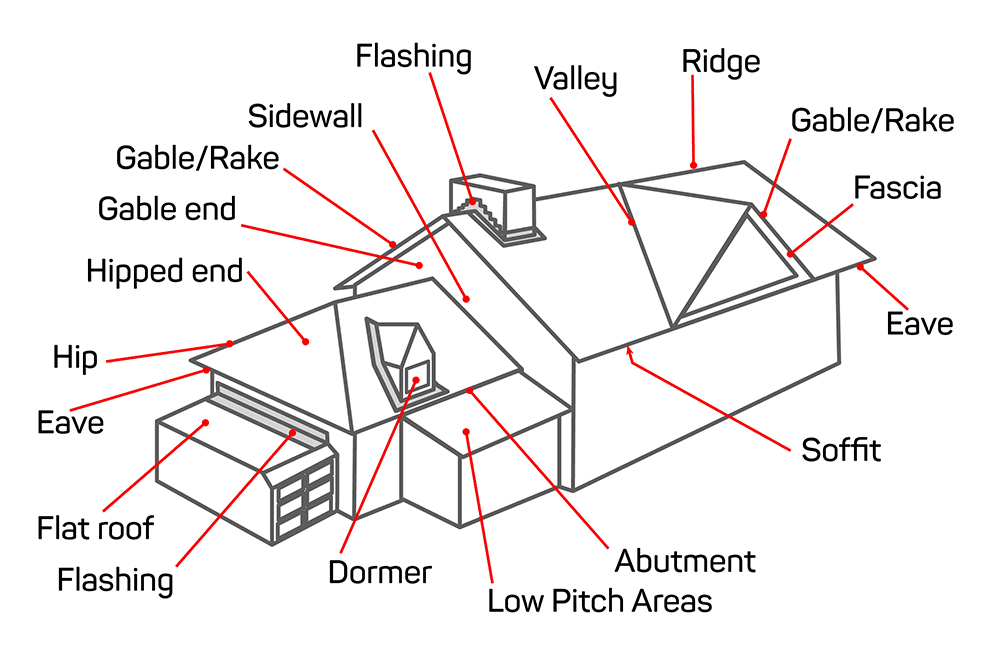 Flashing
Valley
Ridge
Sidewall
Gable/Rake
Gable/Rake
Fascia
Gable end
Hipped end
Eave
Hip
Eave
Soffit
Flat roof
Flashing
Dormer
Abutment
Low Pitch Areas